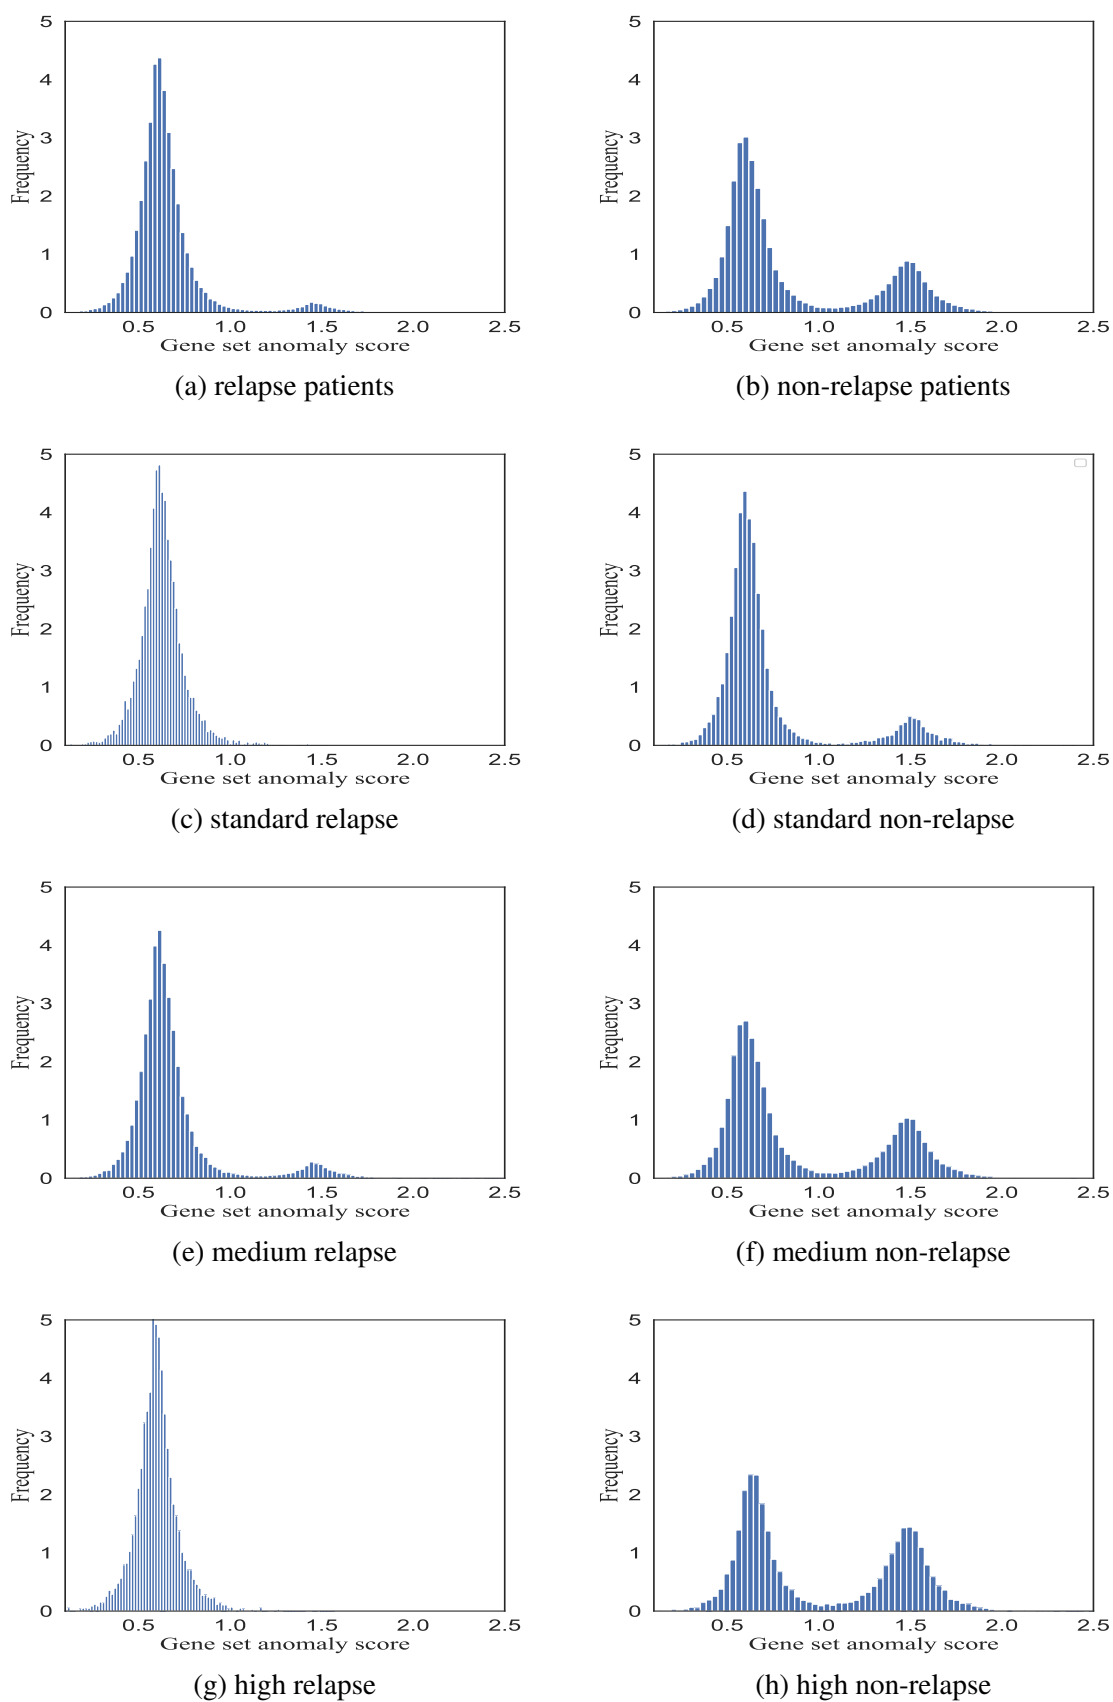 5
4
3
2
1
0
Frequency
0.5 1.0 1.5 2.0 2.5
Gene set anomaly score
(a) relapse patients
5
4
3
2
1
0
Frequency
0.5 1.0 1.5 2.0 2.5
Gene set anomaly score
(b) non-relapse patients
5
4
3
2
1
0
Frequency
0.5 1.0 1.5 2.0 2.5
Gene set anomaly score
(c) standard relapse
5
4
3
2
1
0
Frequency
0.5 1.0 1.5 2.0 2.5
Gene set anomaly score
(d) standard non-relapse
5
4
3
2
1
0
Frequency
0.5 1.0 1.5 2.0 2.5
Gene set anomaly score
(e) medium relapse
5
4
3
2
1
0
Frequency
0.5 1.0 1.5 2.0 2.5
Gene set anomaly score
(f) medium non-relapse
5
4
3
2
1
0
Frequency
0.5 1.0 1.5 2.0 2.5
Gene set anomaly score
(g) high relapse
5
4
3
2
1
0
Frequency
0.5 1.0 1.5 2.0 2.5
Gene set anomaly score
(h) high non-relapse